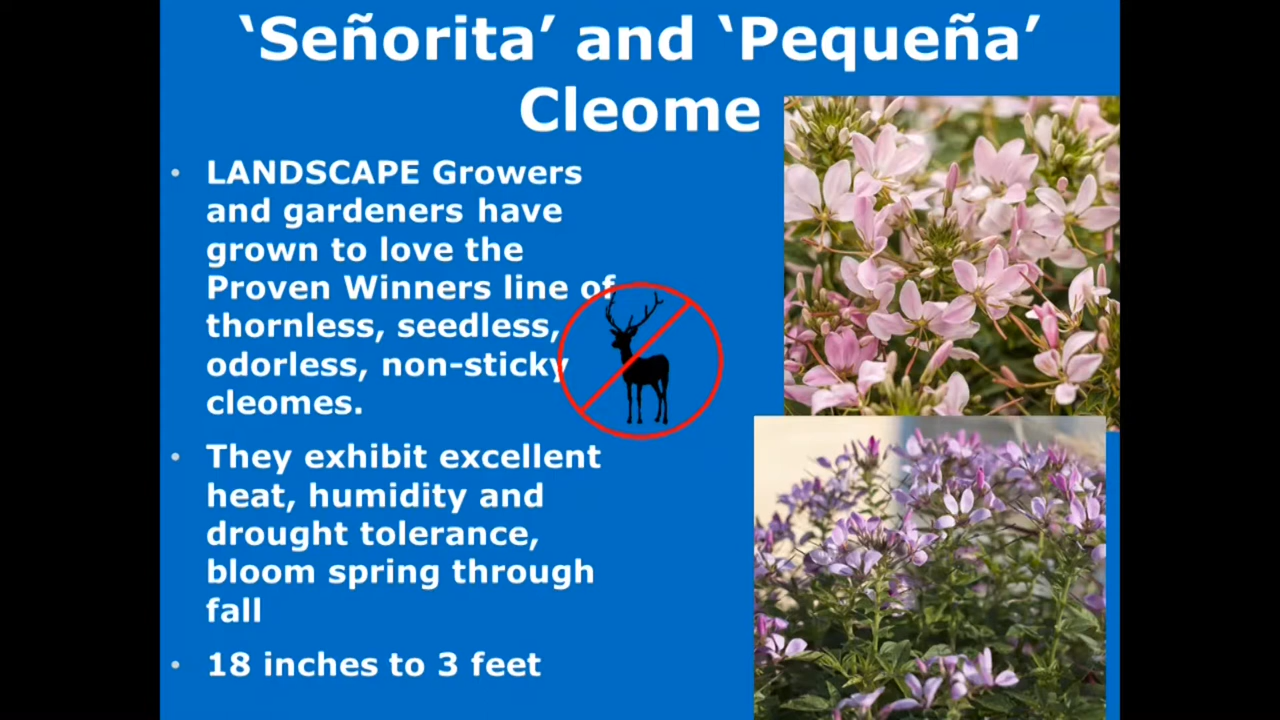 ‘Señorita’ and ‘Pequeña’
Cleome
• LANDSCAPE Growers
and gardeners have
grown to love the
Proven Winners line of
thornless, seedless,
odorless, non-sticky
cleomes.
• They exhibit excellent
heat, humidity and
drought tolerance,
bloom spring through
fall
• 18 inches to 3 feet